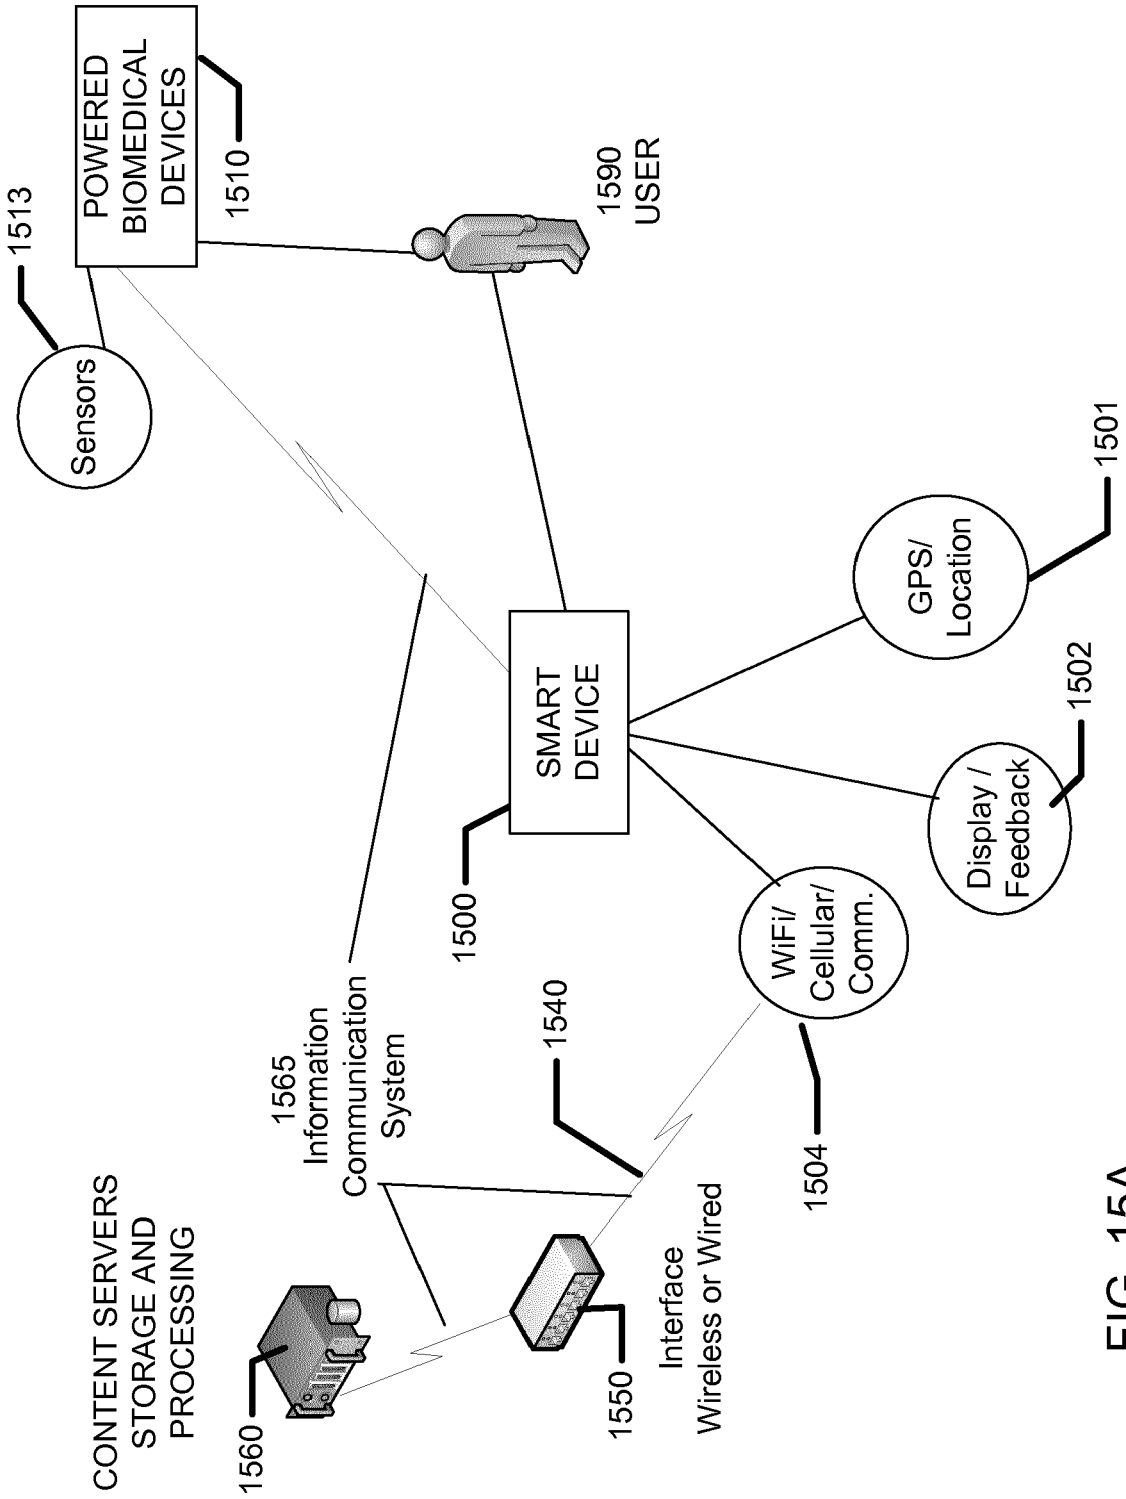 CONTENT SERVERS
STORAGE AND
PROCESSING
1560
1565
Information
Communication
System
1513
Sensors
POWERED
BIOMEDICAL
DEVICES
1510
1590
USER
1500
SMART
DEVICE
1540
1550
Interface
Wireless or Wired
1504
WiFi/
Cellular/
Comm.
Display /
Feedback
1502
GPS/
Location
1501
FIG. 15A